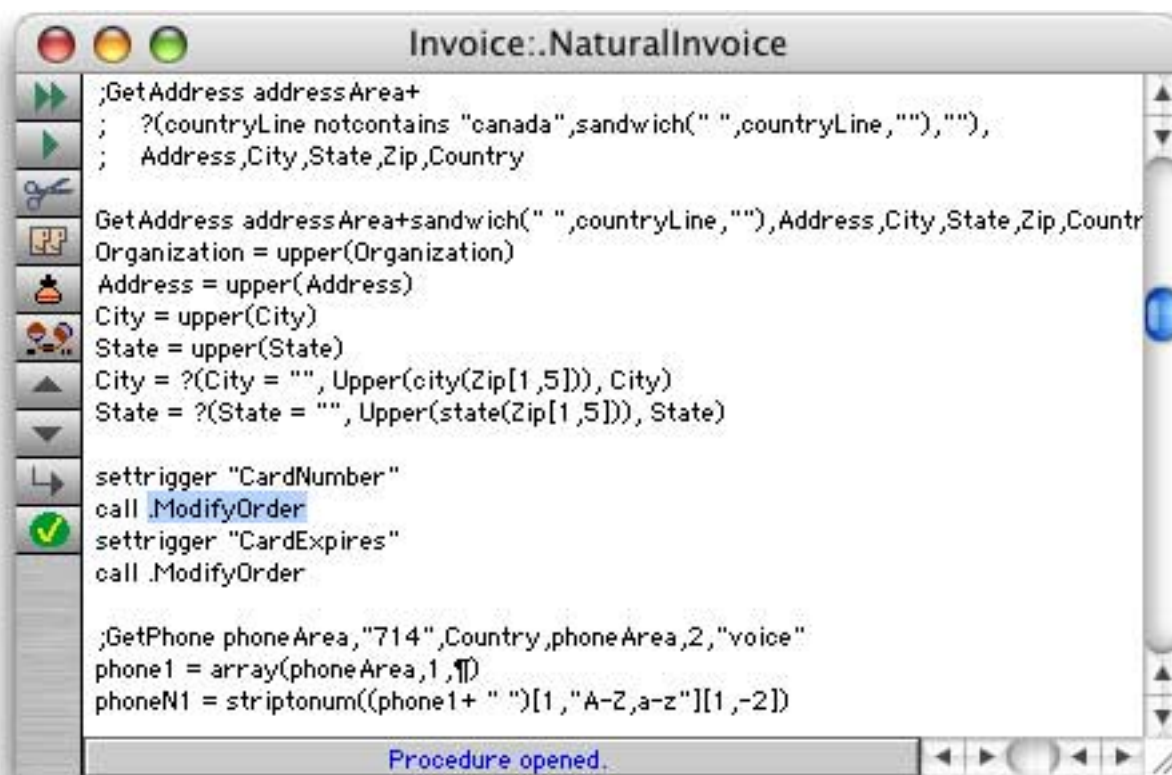 Invoice:.NaturalInvoice
;GetAddress addressArea+
;    ?(countryLine notcontains "canada",sandwich(" ",countryLine,""),""),
;    Address,City,State,Zip,Country
GetAddress addressArea+sandwich(" ",countryLine,""),Address,City,State,Zip,Countr
Organization = upper(Organization)
Address = upper(Address)
City = upper(City)
State = upper(State)
City = ?(City = "", Upper(city(Zip[1,5])), City)
State = ?(State = "", Upper(state(Zip[1,5])), State)
settrigger "CardNumber"
call .ModifyOrder
settrigger "CardExpires"
call .ModifyOrder
;GetPhone phoneArea,"714",Country,phoneArea,2,"voice"
phone1 = array(phoneArea,1,¶)
phoneN1 = striptonum((phone1+ " ")[1,"A-Z,a-z"][1,-2])
Procedure opened.